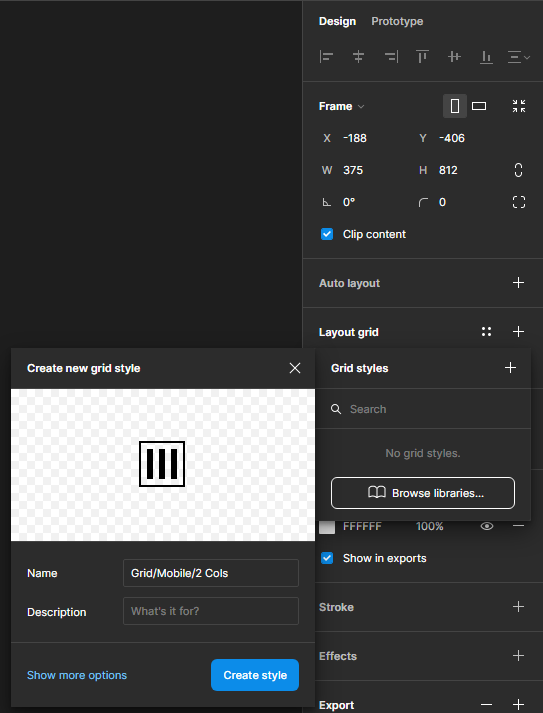 Design Prototype
Frame
X -188 Y -406
W 375 H 812
0° 0
Clip content
Auto layout
Layout grid
Create new grid style
Grid styles
Search
No grid styles.
Browse libraries...
FFFFFF 100%
Show in exports
Name Grid/Mobile/2 Cols
Description What's it for?
Stroke
Effects
Show more options Create style
Export